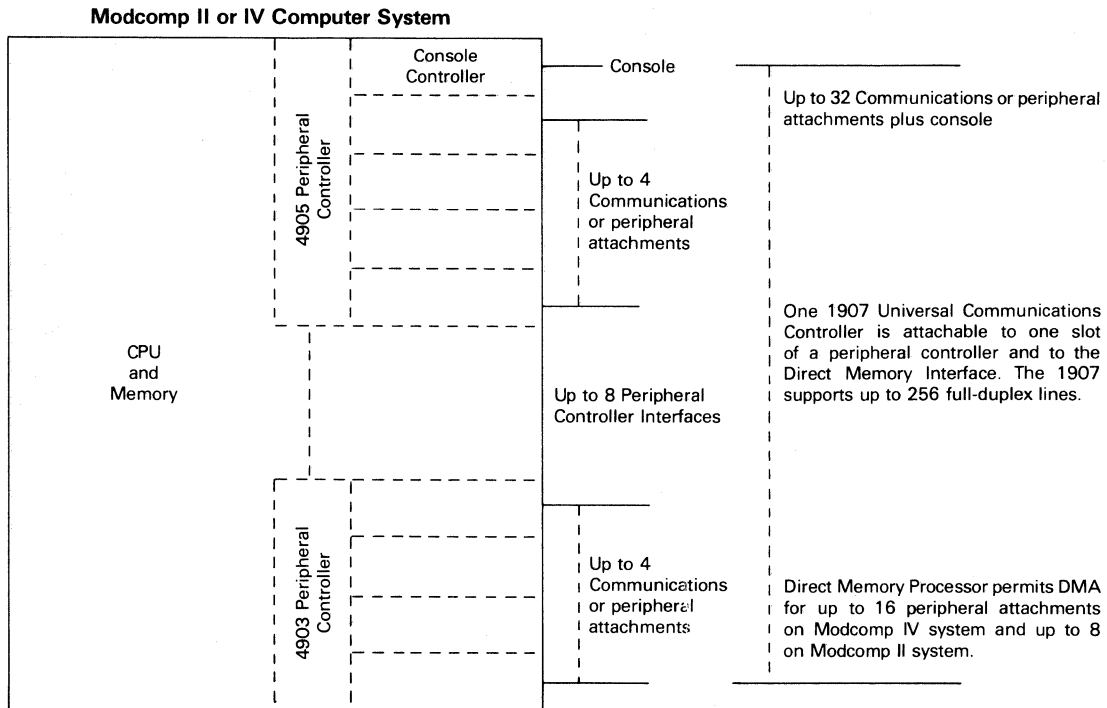 Modcomp II or IV Computer System
Console
Controller
Console
4905 Peripheral
Controller
Up to 4
Communications
or peripheral
attachments
CPU
and
Memory
Up to 8 Peripheral
Controller Interfaces
4903 Peripheral
Controller
Up to 4
Communications
or peripheral
attachments
Up to 32 Communications or peripheral
attachments plus console
One 1907 Universal Communications
Controller is attachable to one slot
of a peripheral controller and to the
Direct Memory Interface. The 1907
supports up to 256 full-duplex lines.
Direct Memory Processor permits DMA
for up to 16 peripheral attachments
on Modcomp IV system and up to 8
on Modcomp II system.